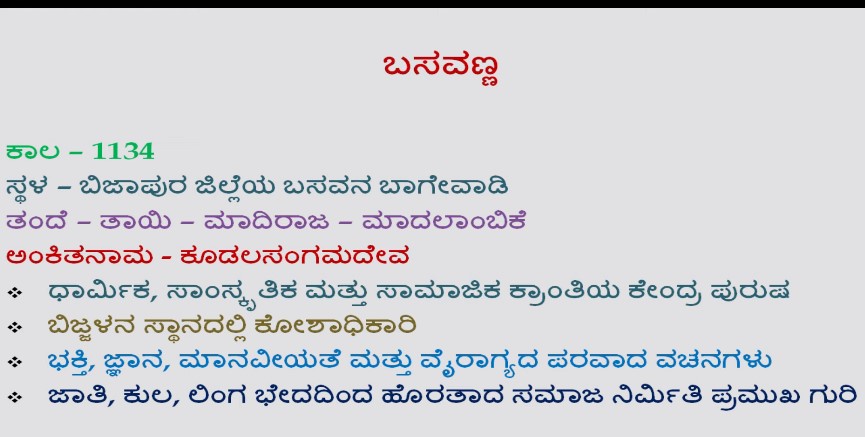 ಬಸವಣ್ಣ
ಕಾಲ – 1134
ಸ್ಥಳ – ಬಿಜಾಪುರ ಜಿಲ್ಲೆಯ ಬಸವನ ಬಾಗೇವಾಡಿ
ತಂದೆ – ತಾಯಿ – ಮಾದಿರಾಜ – ಮಾದಲಾಂಬಿಕೆ
ಅಂಕಿತನಾಮ - ಕೂಡಲಸಂಗಮದೇವ
❖ ಧಾರ್ಮಿಕ, ಸಾಂಸ್ಕೃತಿಕ ಮತ್ತು ಸಾಮಾಜಿಕ ಕ್ರಾಂತಿಯ ಕೇಂದ್ರ ಪುರುಷ
❖ ಬಿಜ್ಜಳನ ಸ್ಥಾನದಲ್ಲಿ ಕೋಶಾಧಿಕಾರಿ
❖ ಭಕ್ತಿ, ಜ್ಞಾನ, ಮಾನವೀಯತೆ ಮತ್ತು ವೈರಾಗ್ಯದ ಪರವಾದ ವಚನಗಳು
❖ ಜಾತಿ, ಕುಲ, ಲಿಂಗ ಭೇದದಿಂದ ಹೊರತಾದ ಸಮಾಜ ನಿರ್ಮಿತಿ ಪ್ರಮುಖ ಗುರಿ